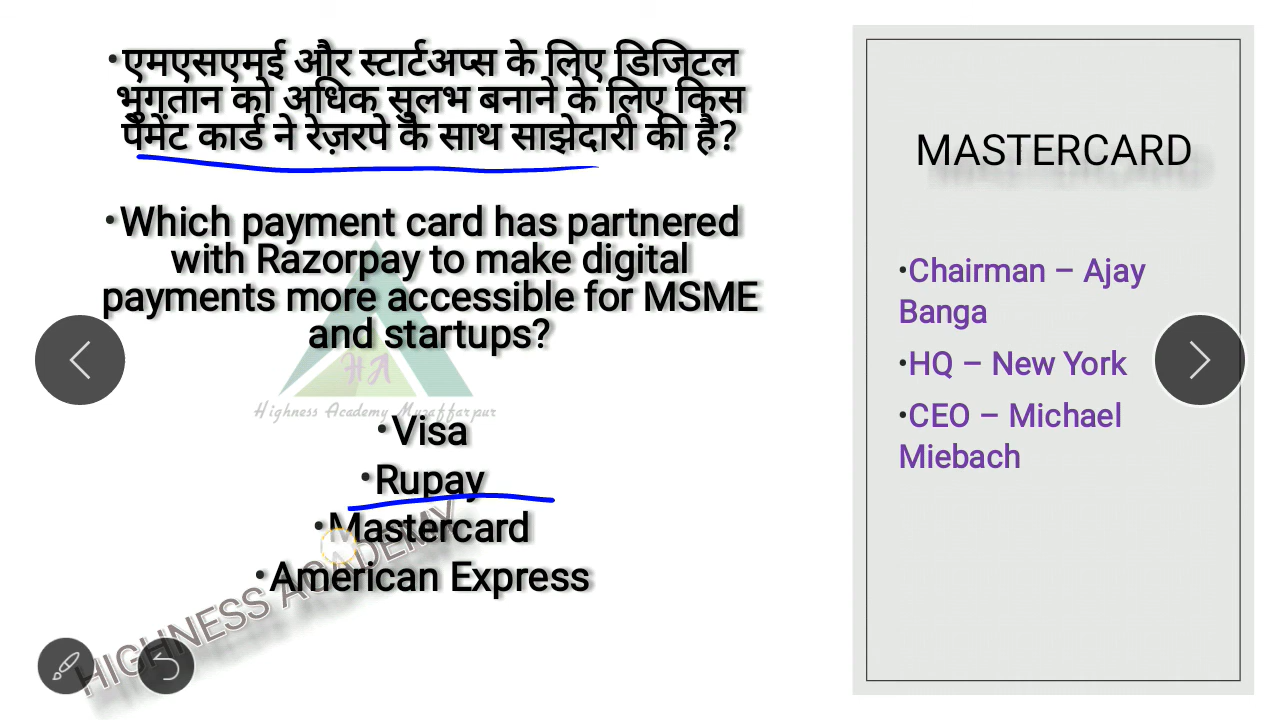 •एमएसएमई और स्टार्टअप्स के लिए डिजिटल
भुगतान को अधिक सुलभ बनाने के लिए किस
पेमेंट कार्ड ने रेज़रपे के साथ साझेदारी की है?
•Which payment card has partnered
with Razorpay to make digital
payments more accessible for MSME
and startups?
HA
Highness Academy Muzaffarpur
•Visa
•Rupay
•Mastercard
•American Express
HIGHNESS ACADEMY
MASTERCARD
•Chairman – Ajay
Banga
•HQ – New York
•CEO – Michael
Miebach